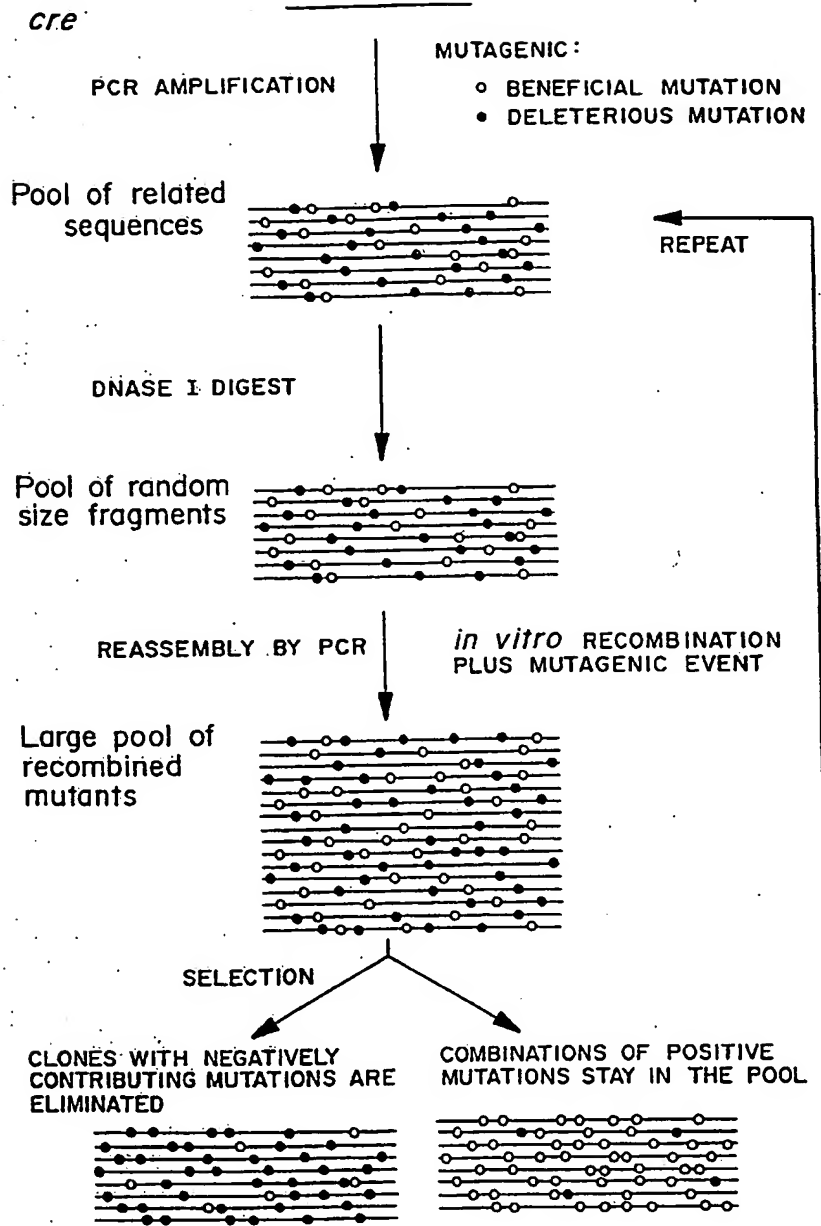 cre
MUTAGENIC:
PCR AMPLIFICATION
○ BENEFICIAL MUTATION
● DELETERIOUS MUTATION
Pool of related
sequences
REPEAT
DNASE I DIGEST
Pool of random
size fragments
REASSEMBLY BY PCR
in vitro RECOMBINATION
PLUS MUTAGENIC EVENT
Large pool of
recombined
mutants
SELECTION
CLONES WITH NEGATIVELY
CONTRIBUTING MUTATIONS ARE
ELIMINATED
COMBINATIONS OF POSITIVE
MUTATIONS STAY IN THE POOL